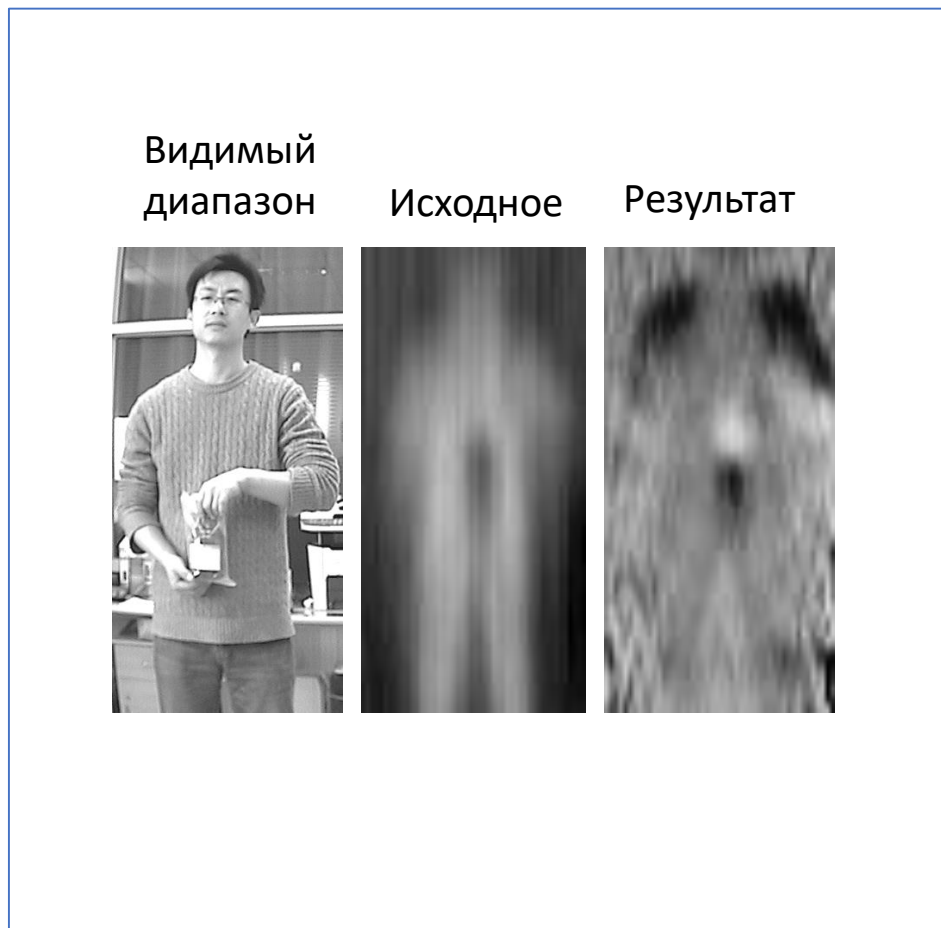 Видимый
диапазон
Исходное
Результат